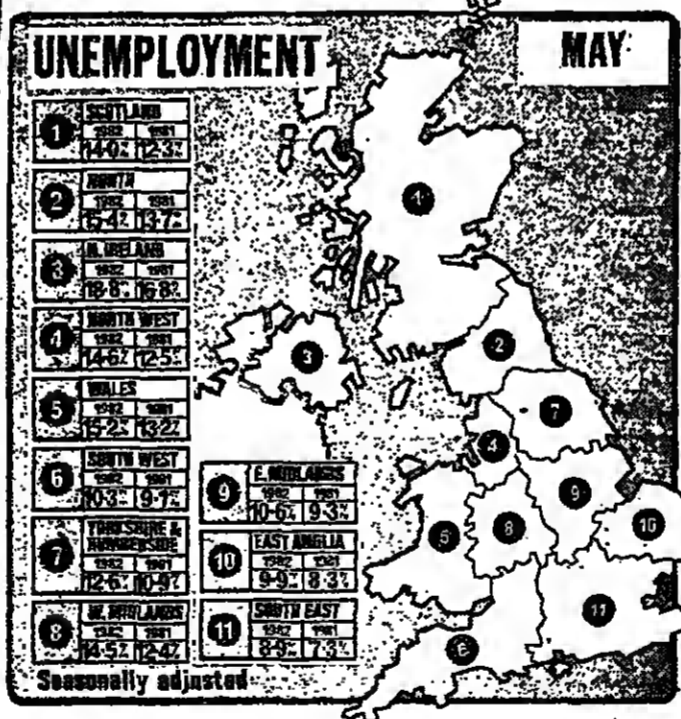 UNEMPLOYMENT
MAY
1 SCOTLAND
1982 1981
14·0% 12·3%
2 NORTH
1982 1981
15·4% 13·7%
3 N. IRELAND
1982 1981
18·8% 16·8%
4 NORTH WEST
1982 1981
14·6% 12·5%
5 WALES
1982 1981
15·2% 13·2%
6 SOUTH WEST
1982 1981
10·3% 9·1%
7 YORKSHIRE &
HUMBERSIDE
1982 1981
12·6% 10·9%
8 W. MIDLANDS
1982 1981
14·5% 12·4%
9 E. MIDLANDS
1982 1981
10·6% 9·3%
10 EAST ANGLIA
1982 1981
9·9% 8·3%
11 SOUTH EAST
1982 1981
8·9% 7·3%
Seasonally adjusted
1
2
3
7
4
9
10
5
8
11
6